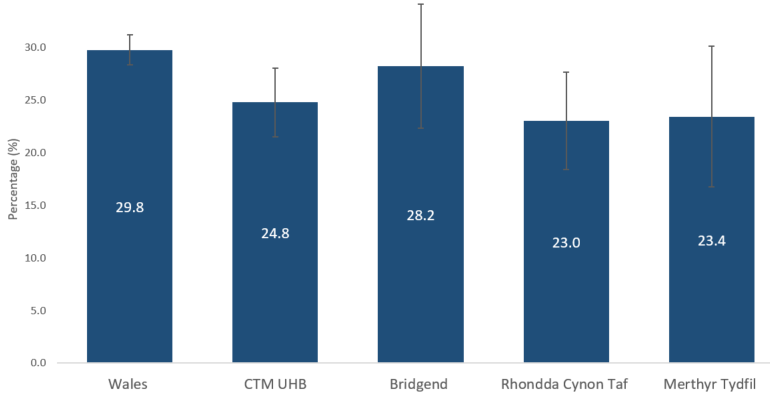 Percentage (%)
30.0
25.0
20.0
15.0
10.0
5.0
0.0
29.8
24.8
28.2
23.0
23.4
Wales
CTM UHB
Bridgend
Rhondda Cynon Taf
Merthyr Tydfil